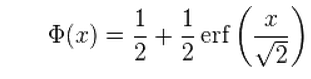 Φ(x) = 1/2 + 1/2 erf(x/√2)